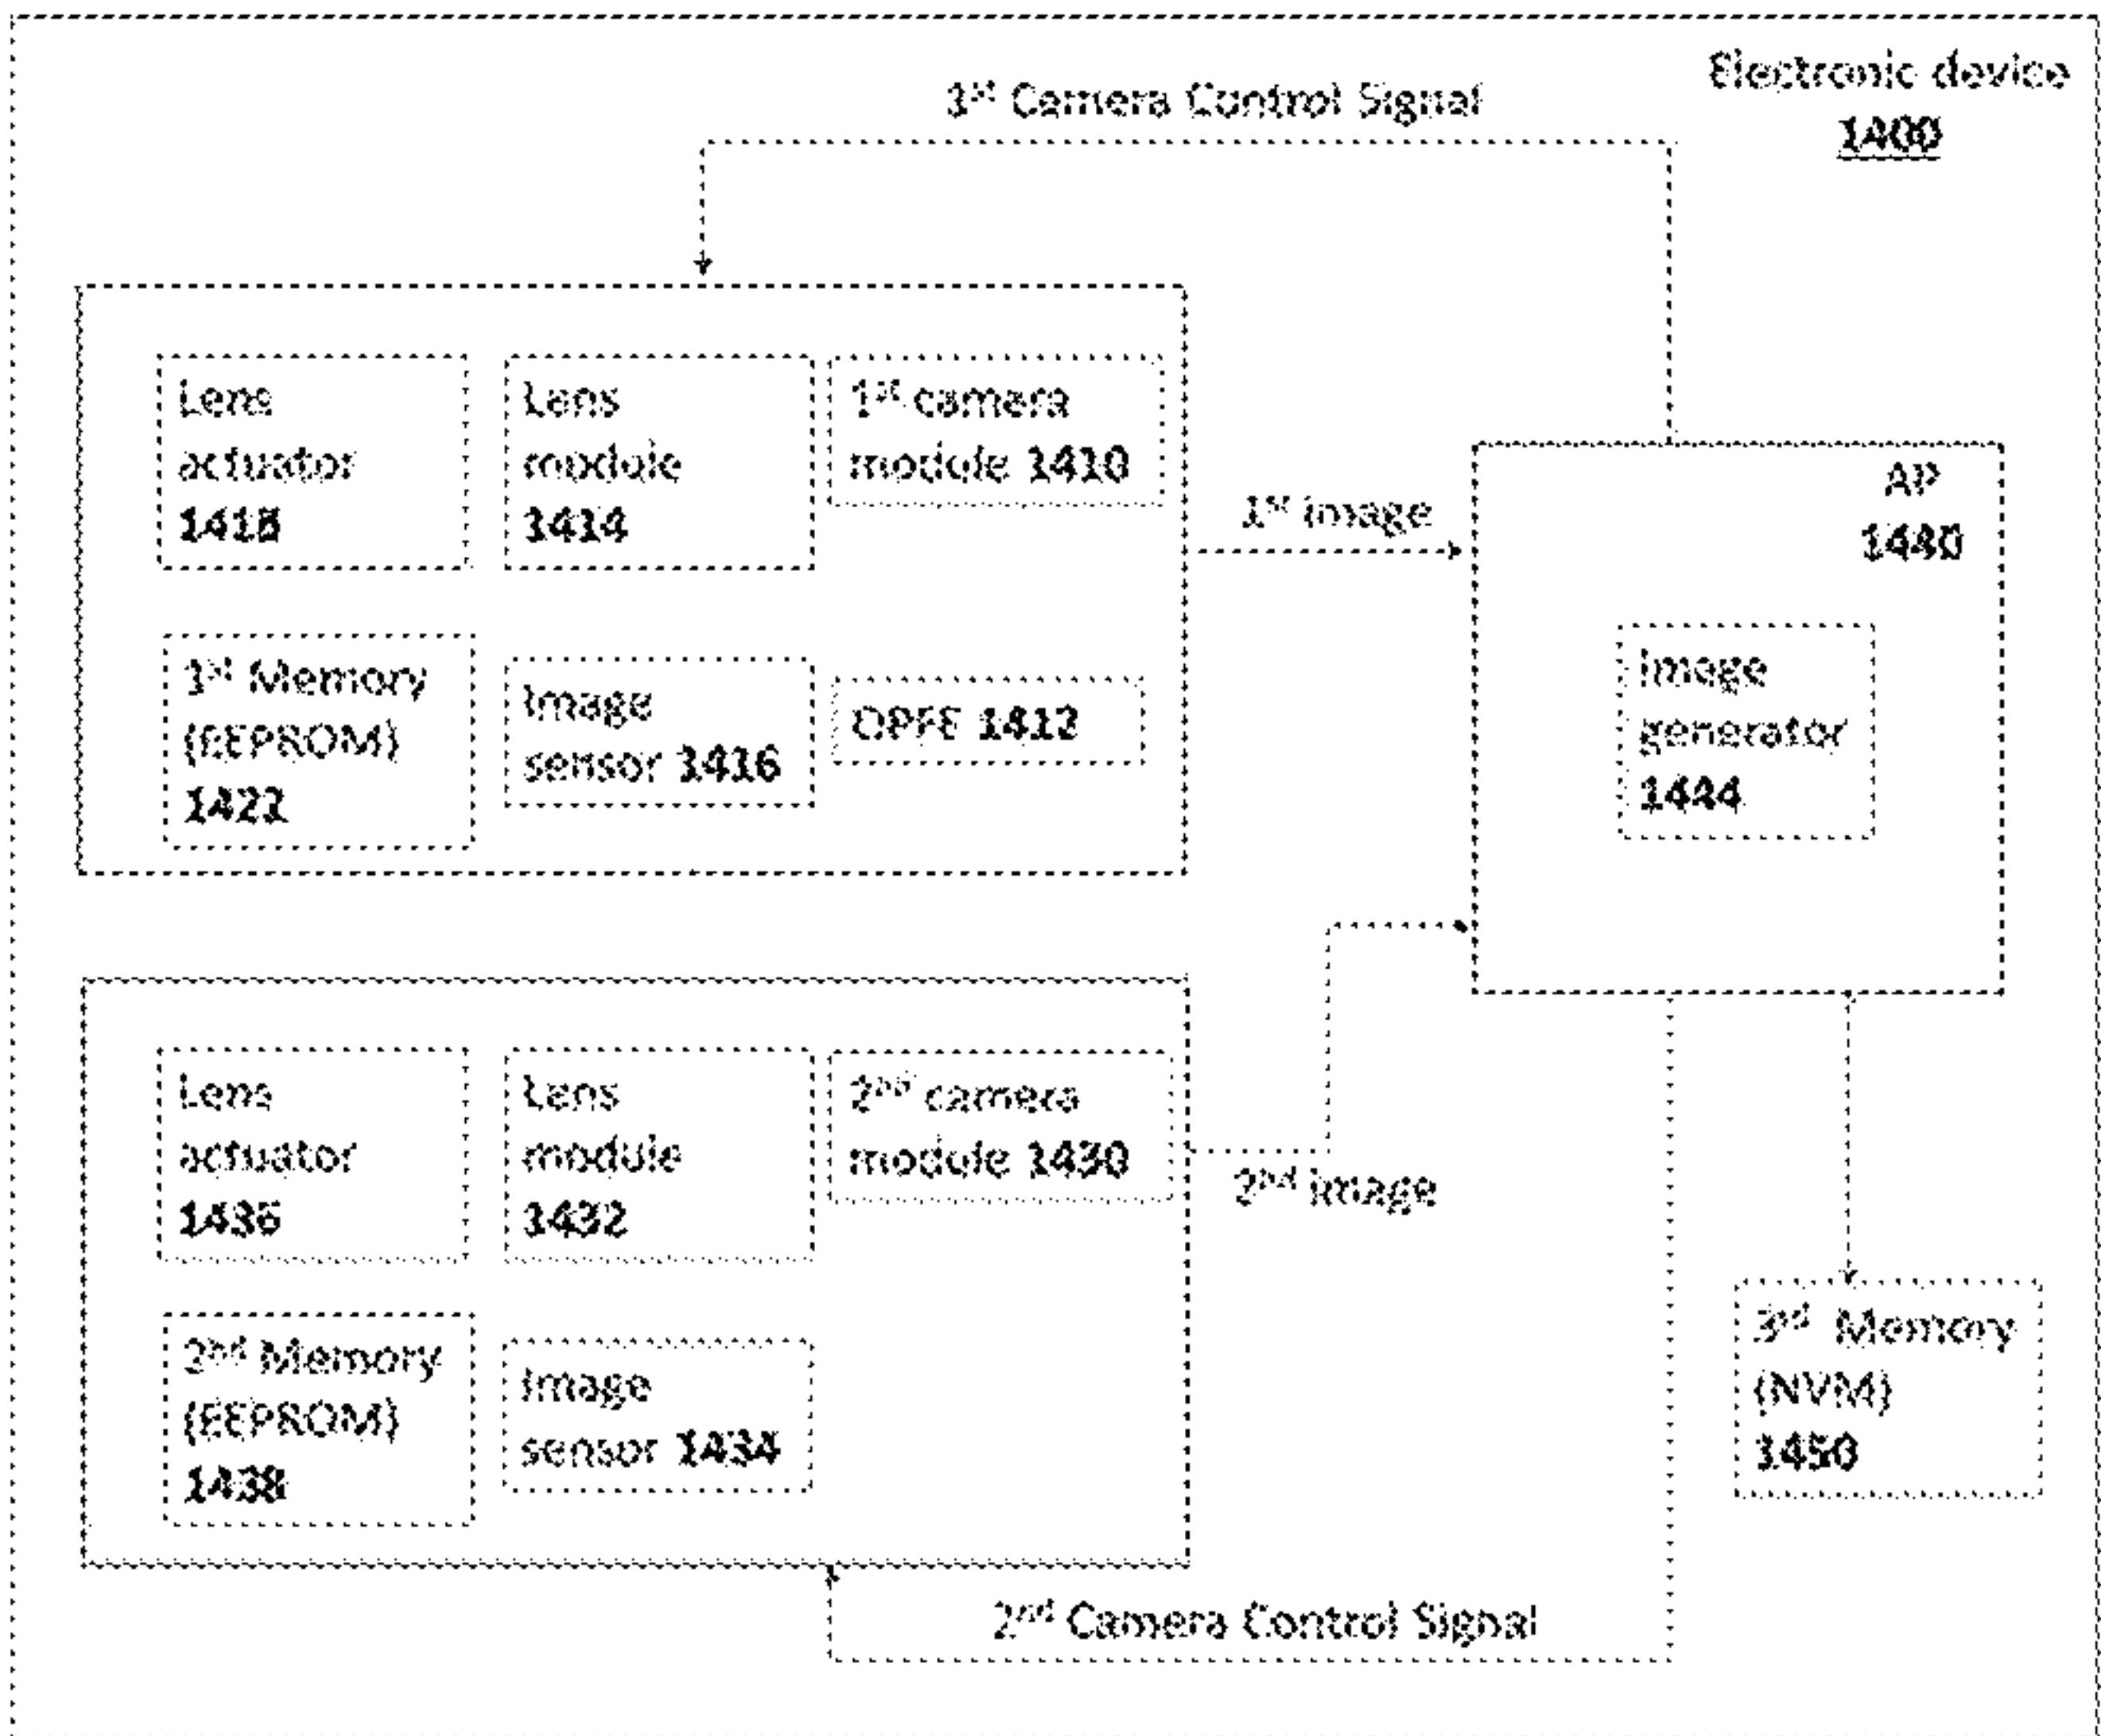 Electronic device
1400
1st Camera Control Signal
Lens
actuator
1418
Lens
module
1414
1st camera
module 1410
1st image
AP
1440
1st Memory
(EEPROM)
1422
Image
sensor 1416
OPFE 1412
Image
generator
1444
Lens
actuator
1436
Lens
module
1432
2nd camera
module 1430
2nd image
2nd Memory
(EEPROM)
1438
Image
sensor 1434
3rd Memory
(NVM)
1450
2nd Camera Control Signal